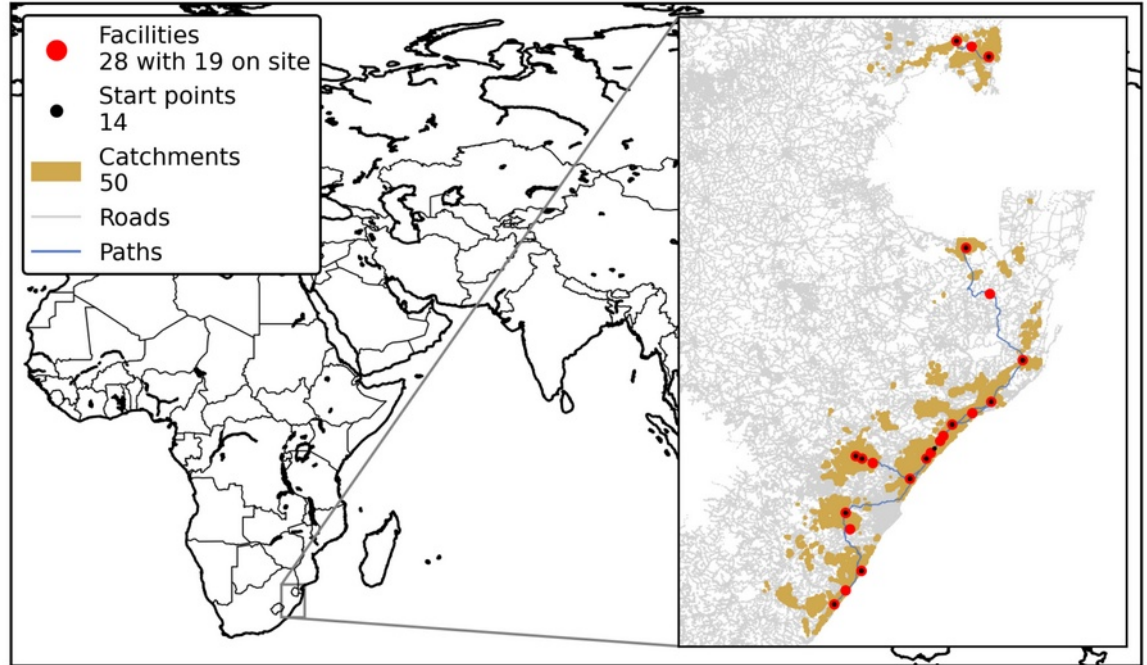 Facilities
28 with 19 on site
Start points
14
Catchments
50
Roads
Paths